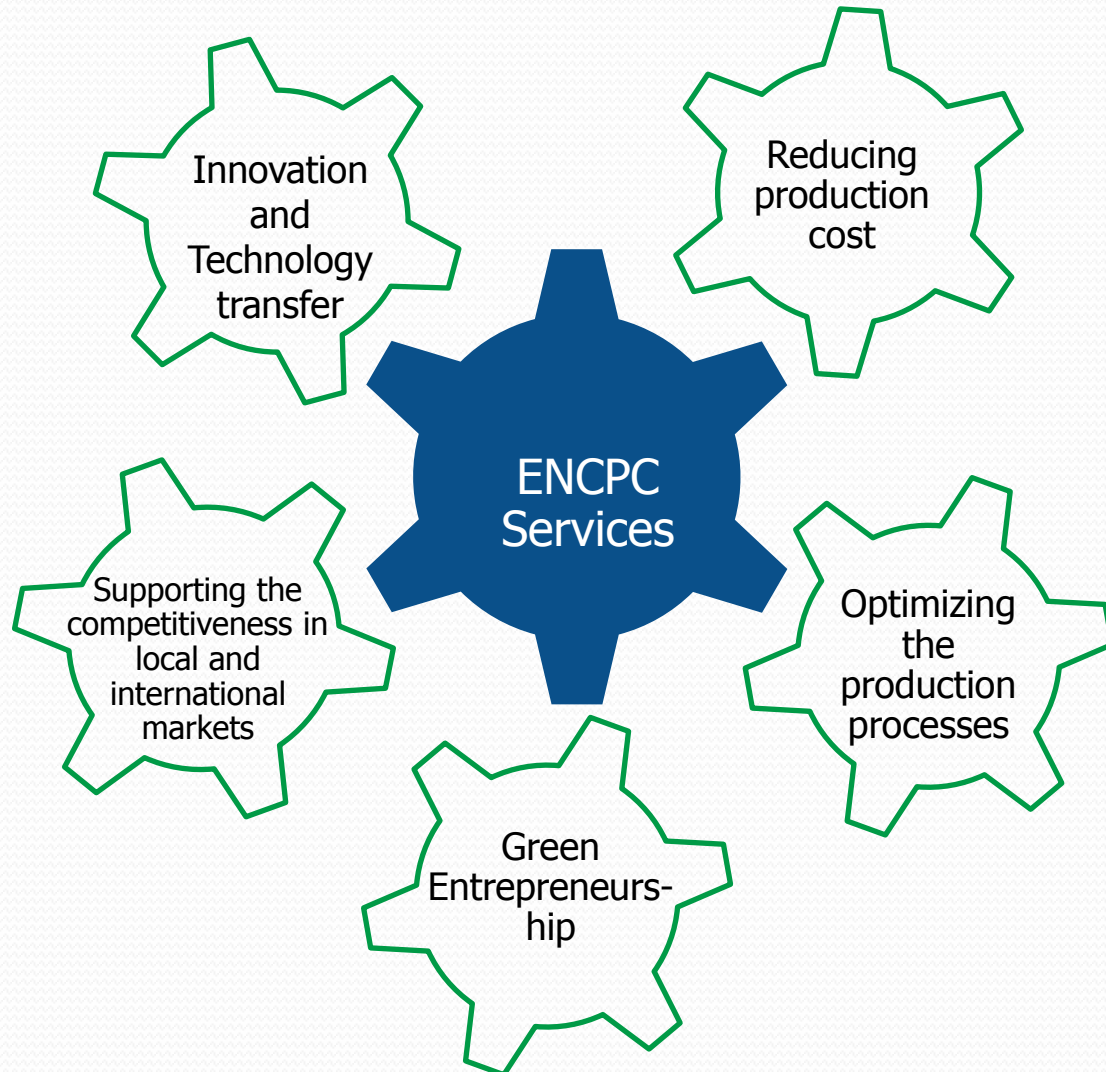 Innovation
and
Technology
transfer
Reducing
production
cost
ENCPC
Services
Supporting the
competitiveness in
local and
international
markets
Optimizing
the
production
processes
Green
Entrepreneurs-
hip